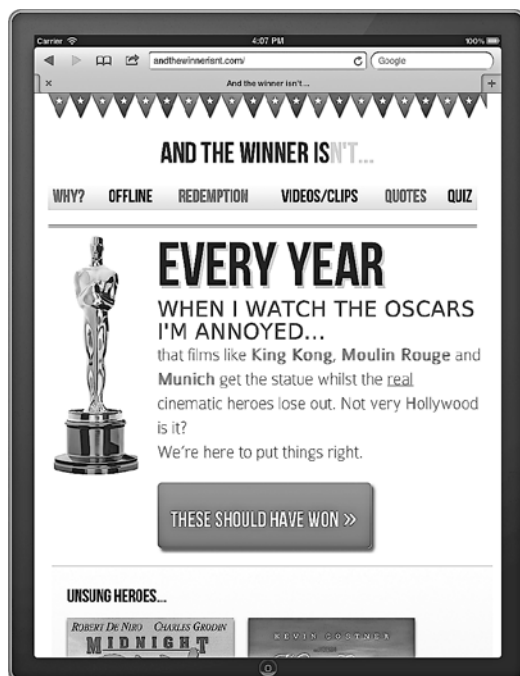 Carrier 4:07 PM 100%
andthewinnerisnt.com/ Google
And the winner isn't...
AND THE WINNER ISN'T...
WHY? OFFLINE REDEMPTION VIDEOS/CLIPS QUOTES QUIZ
EVERY YEAR
WHEN I WATCH THE OSCARS
I'M ANNOYED...
that films like King Kong, Moulin Rouge and
Munich get the statue whilst the real
cinematic heroes lose out. Not very Hollywood
is it?
We're here to put things right.
THESE SHOULD HAVE WON »
UNSUNG HEROES...
ROBERT DE NIRO CHARLES GRODIN
KEVIN COSTNER
MIDNIGHT